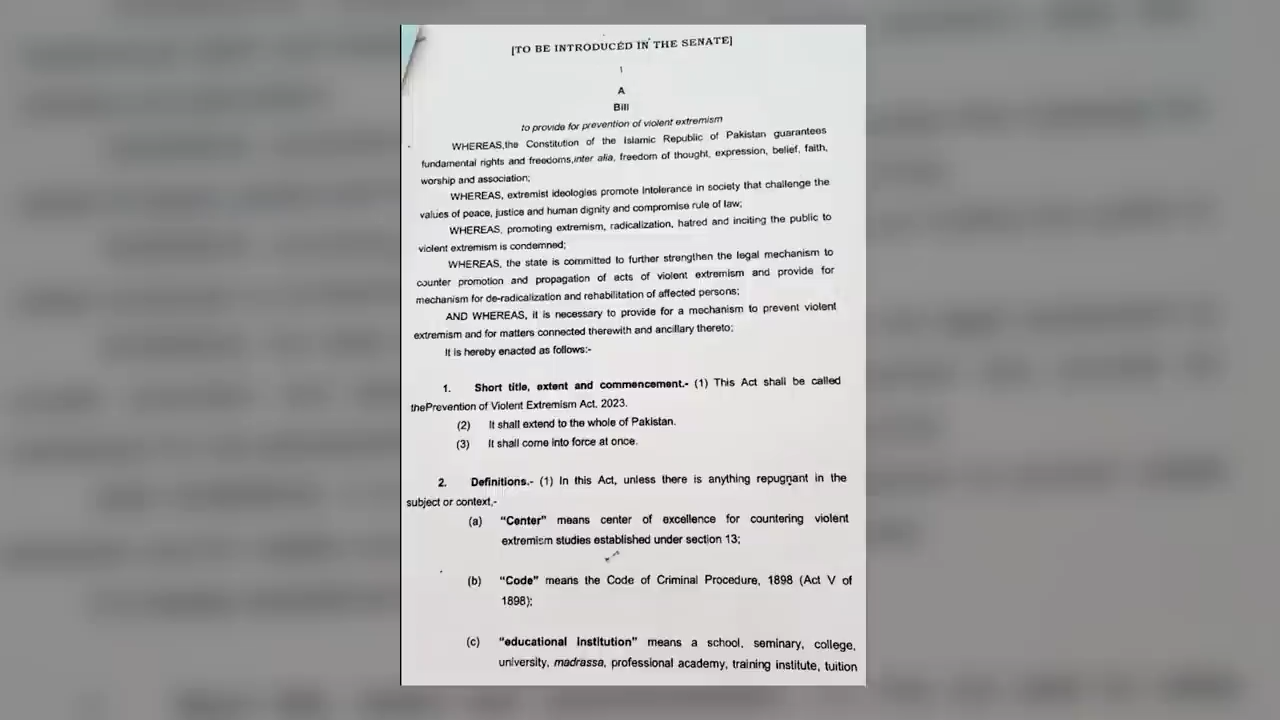 [TO BE INTRODUCED IN THE SENATE]
1
A
Bill
to provide for prevention of violent extremism
WHEREAS,the Constitution of the Islamic Republic of Pakistan guarantees
fundamental rights and freedoms,inter alia, freedom of thought, expression, belief, faith,
worship and association;
WHEREAS, extremist ideologies promote intolerance in society that challenge the
values of peace, justice and human dignity and compromise rule of law;
WHEREAS, promoting extremism, radicalization, hatred and inciting the public to
violent extremism is condemned;
WHEREAS, the state is committed to further strengthen the legal mechanism to
counter promotion and propagation of acts of violent extremism and provide for
mechanism for de-radicalization and rehabilitation of affected persons;
AND WHEREAS, it is necessary to provide for a mechanism to prevent violent
extremism and for matters connected therewith and ancillary thereto;
It is hereby enacted as follows:-
1. Short title, extent and commencement.- (1) This Act shall be called
thePrevention of Violent Extremism Act, 2023.
(2) It shall extend to the whole of Pakistan.
(3) It shall come into force at once.
2. Definitions.- (1) In this Act, unless there is anything repugnant in the
subject or context,-
(a) "Center" means center of excellence for countering violent
extremism studies established under section 13;
(b) "Code" means the Code of Criminal Procedure, 1898 (Act V of
1898);
(c) "educational Institution" means a school, seminary, college,
university, madrassa, professional academy, training institute, tuition